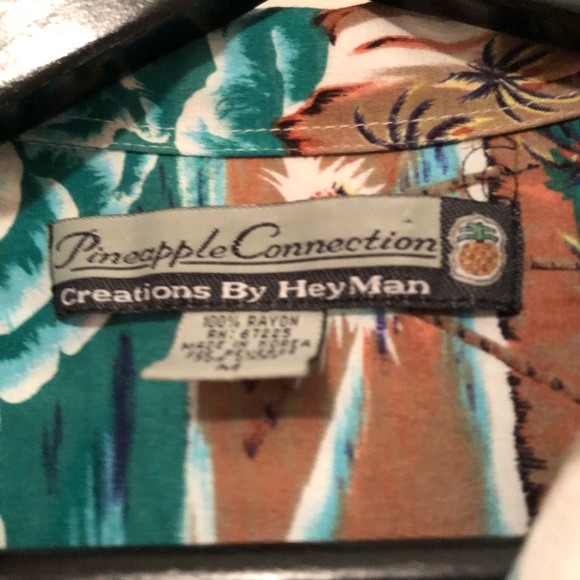 Pineapple Connection
Creations By HeyMan
100% RAYON
RN: 67225
MADE IN KOREA